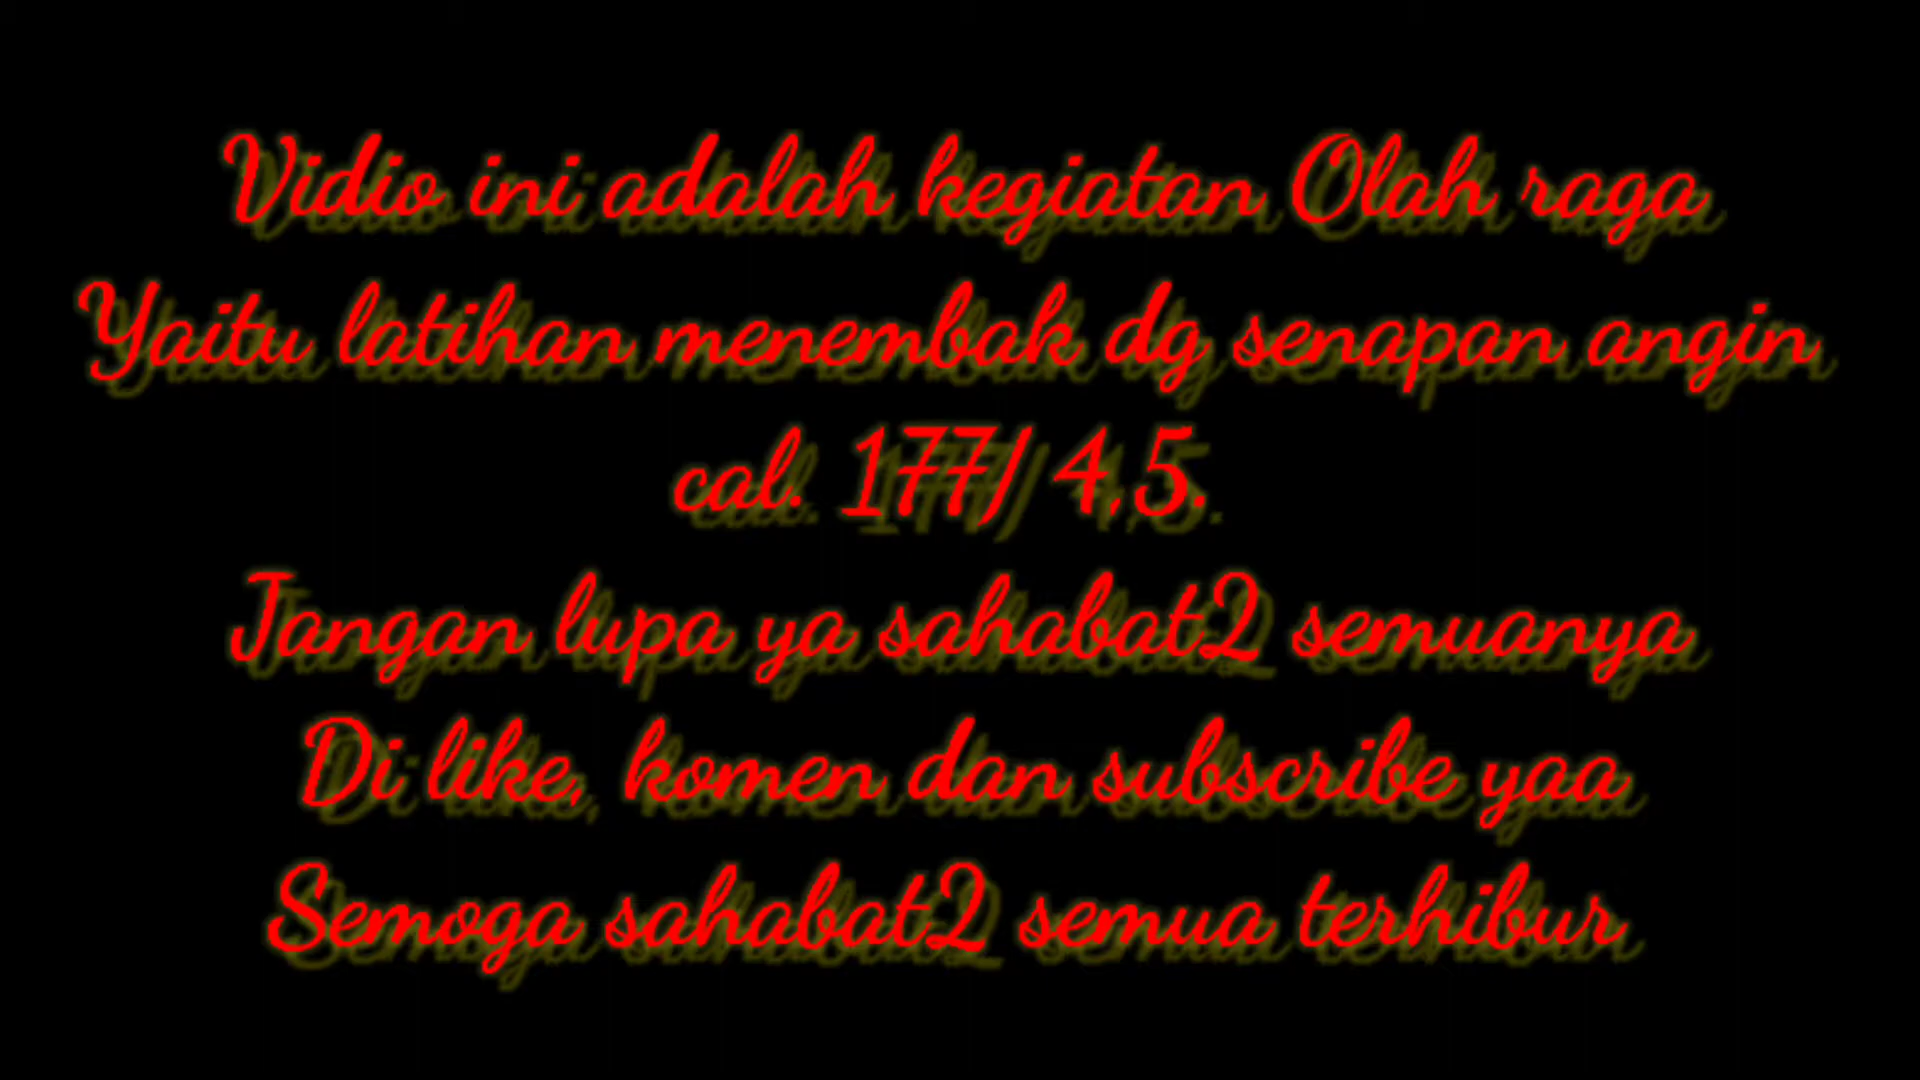 Vidio ini adalah kegiatan Olah raga
Yaitu latihan menembak dg senapan angin
cal. 177/ 4,5.
Jangan lupa ya sahabat2 semuanya
Di like, komen dan subscribe yaa
Semoga sahabat2 semua terhibur